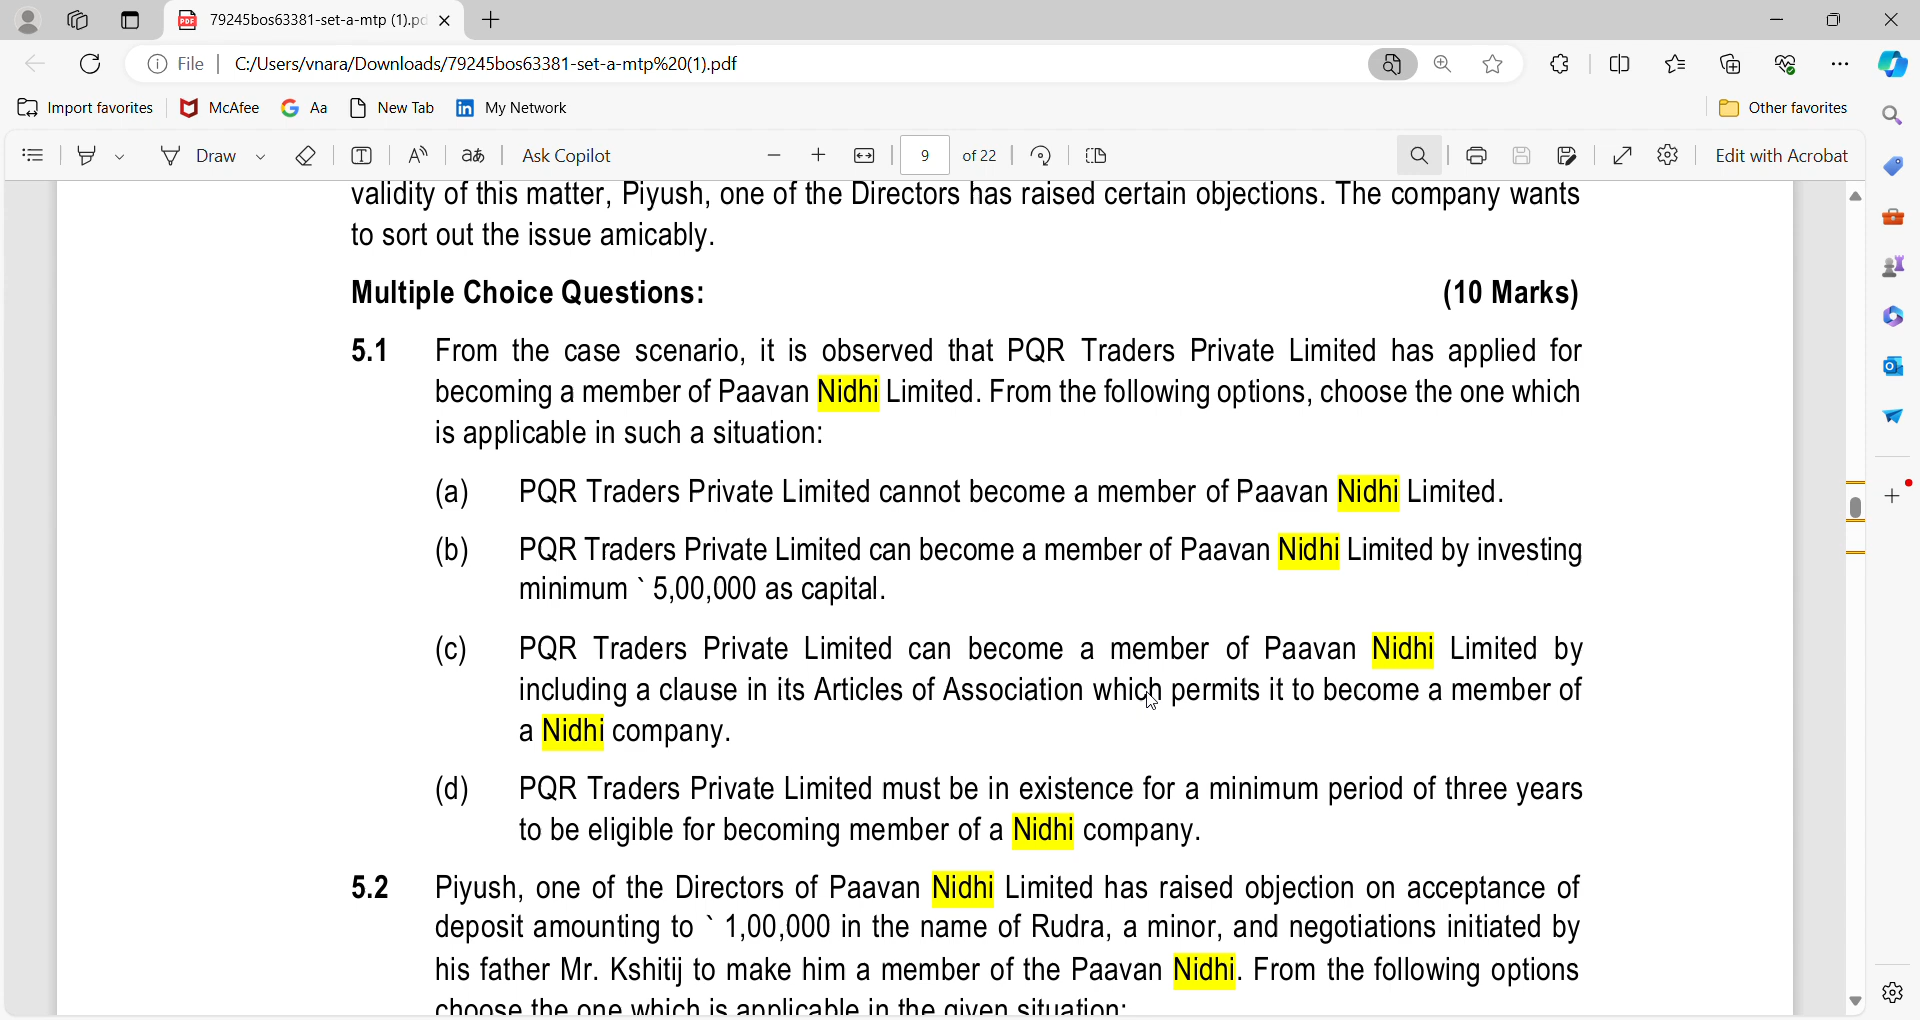 79245bos63381-set-a-mtp (1).pd
File C:/Users/vnara/Downloads/79245bos63381-set-a-mtp%20(1).pdf
Import favorites McAfee Aa New Tab My Network Other favorites
Draw Ask Copilot 9 of 22 Edit with Acrobat
validity of this matter, Piyush, one of the Directors has raised certain objections. The company wants
to sort out the issue amicably.
Multiple Choice Questions: (10 Marks)
5.1 From the case scenario, it is observed that PQR Traders Private Limited has applied for
becoming a member of Paavan Nidhi Limited. From the following options, choose the one which
is applicable in such a situation:
(a) PQR Traders Private Limited cannot become a member of Paavan Nidhi Limited.
(b) PQR Traders Private Limited can become a member of Paavan Nidhi Limited by investing
minimum ` 5,00,000 as capital.
(c) PQR Traders Private Limited can become a member of Paavan Nidhi Limited by
including a clause in its Articles of Association which permits it to become a member of
a Nidhi company.
(d) PQR Traders Private Limited must be in existence for a minimum period of three years
to be eligible for becoming member of a Nidhi company.
5.2 Piyush, one of the Directors of Paavan Nidhi Limited has raised objection on acceptance of
deposit amounting to ` 1,00,000 in the name of Rudra, a minor, and negotiations initiated by
his father Mr. Kshitij to make him a member of the Paavan Nidhi. From the following options
choose the one which is applicable in the given situation: